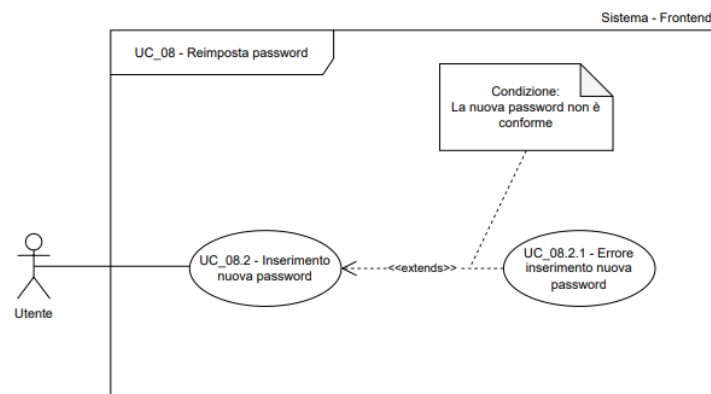 Sistema - Frontend
UC_08 - Reimposta password
Condizione:
La nuova password non è
conforme
UC_08.2 - Inserimento
nuova password
<<extends>>
UC_08.2.1 - Errore
inserimento nuova
password
Utente